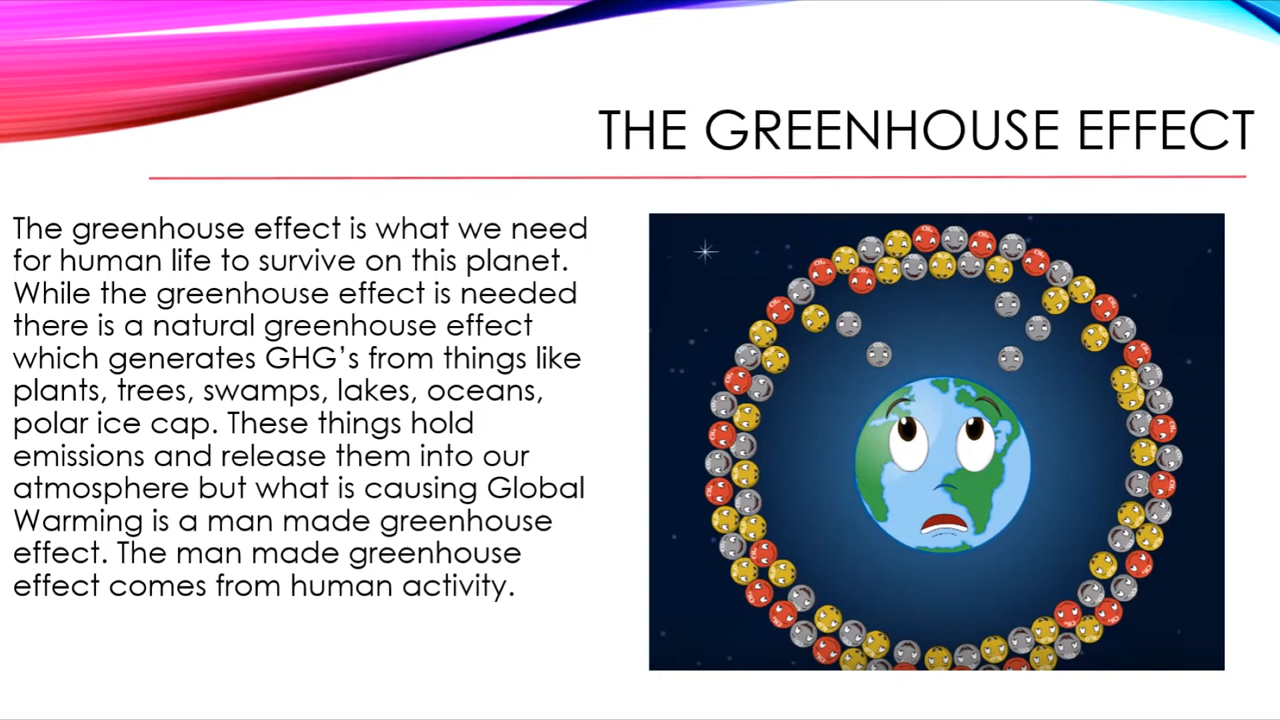 THE GREENHOUSE EFFECT
The greenhouse effect is what we need
for human life to survive on this planet.
While the greenhouse effect is needed
there is a natural greenhouse effect
which generates GHG’s from things like
plants, trees, swamps, lakes, oceans,
polar ice cap. These things hold
emissions and release them into our
atmosphere but what is causing Global
Warming is a man made greenhouse
effect. The man made greenhouse
effect comes from human activity.